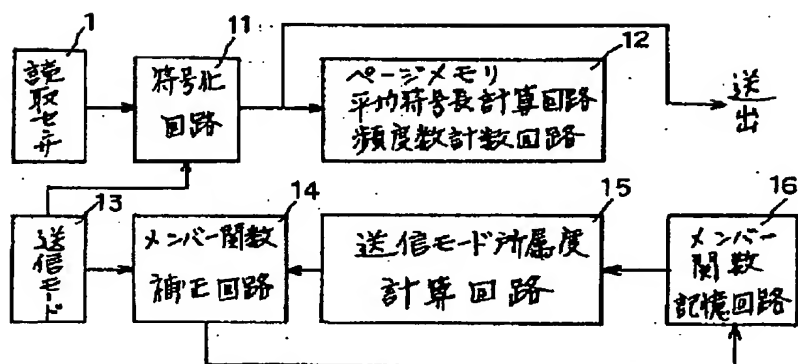 1
読取センサ
11
符号化回路
12
ページメモリ
平均符号長計算回路
頻度数計数回路
送出
13
送信モード
14
メンバー関数
補正回路
15
送信モード所属度
計算回路
16
メンバー
関数
記憶回路